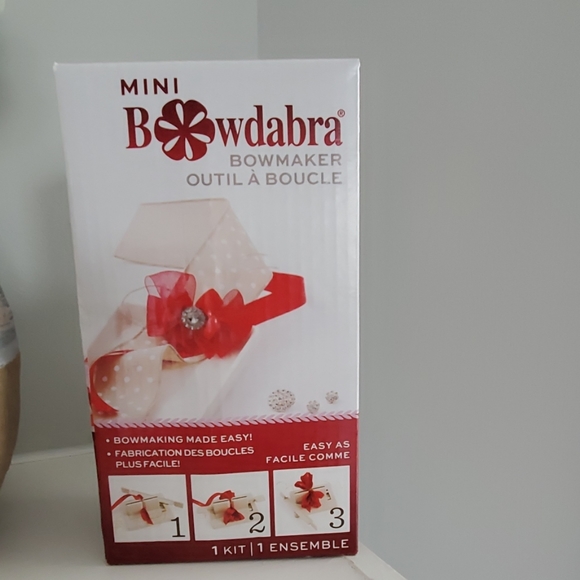 MINI
Bowdabra®
BOWMAKER
OUTIL À BOUCLE
• BOWMAKING MADE EASY!
• FABRICATION DES BOUCLES
PLUS FACILE!
EASY AS
FACILE COMME
1
2
3
1 KIT | 1 ENSEMBLE